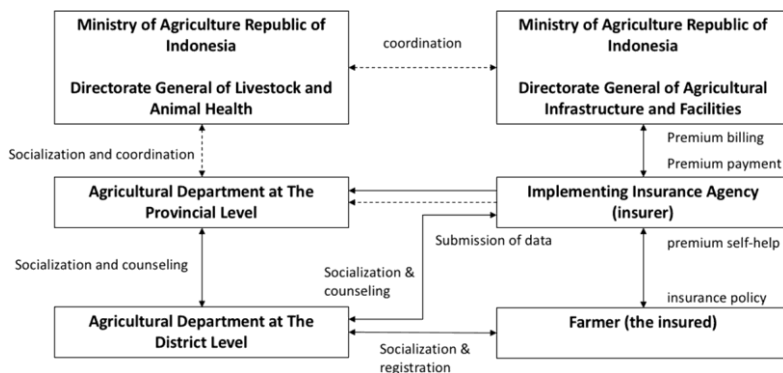 Ministry of Agriculture Republic of
Indonesia
Directorate General of Livestock and
Animal Health
coordination
Ministry of Agriculture Republic of
Indonesia
Directorate General of Agricultural
Infrastructure and Facilities
Socialization and coordination
Premium billing
Premium payment
Agricultural Department at The
Provincial Level
Implementing Insurance Agency
(insurer)
Submission of data
Socialization and counseling
Socialization &
counseling
premium self-help
insurance policy
Agricultural Department at The
District Level
Farmer (the insured)
Socialization &
registration